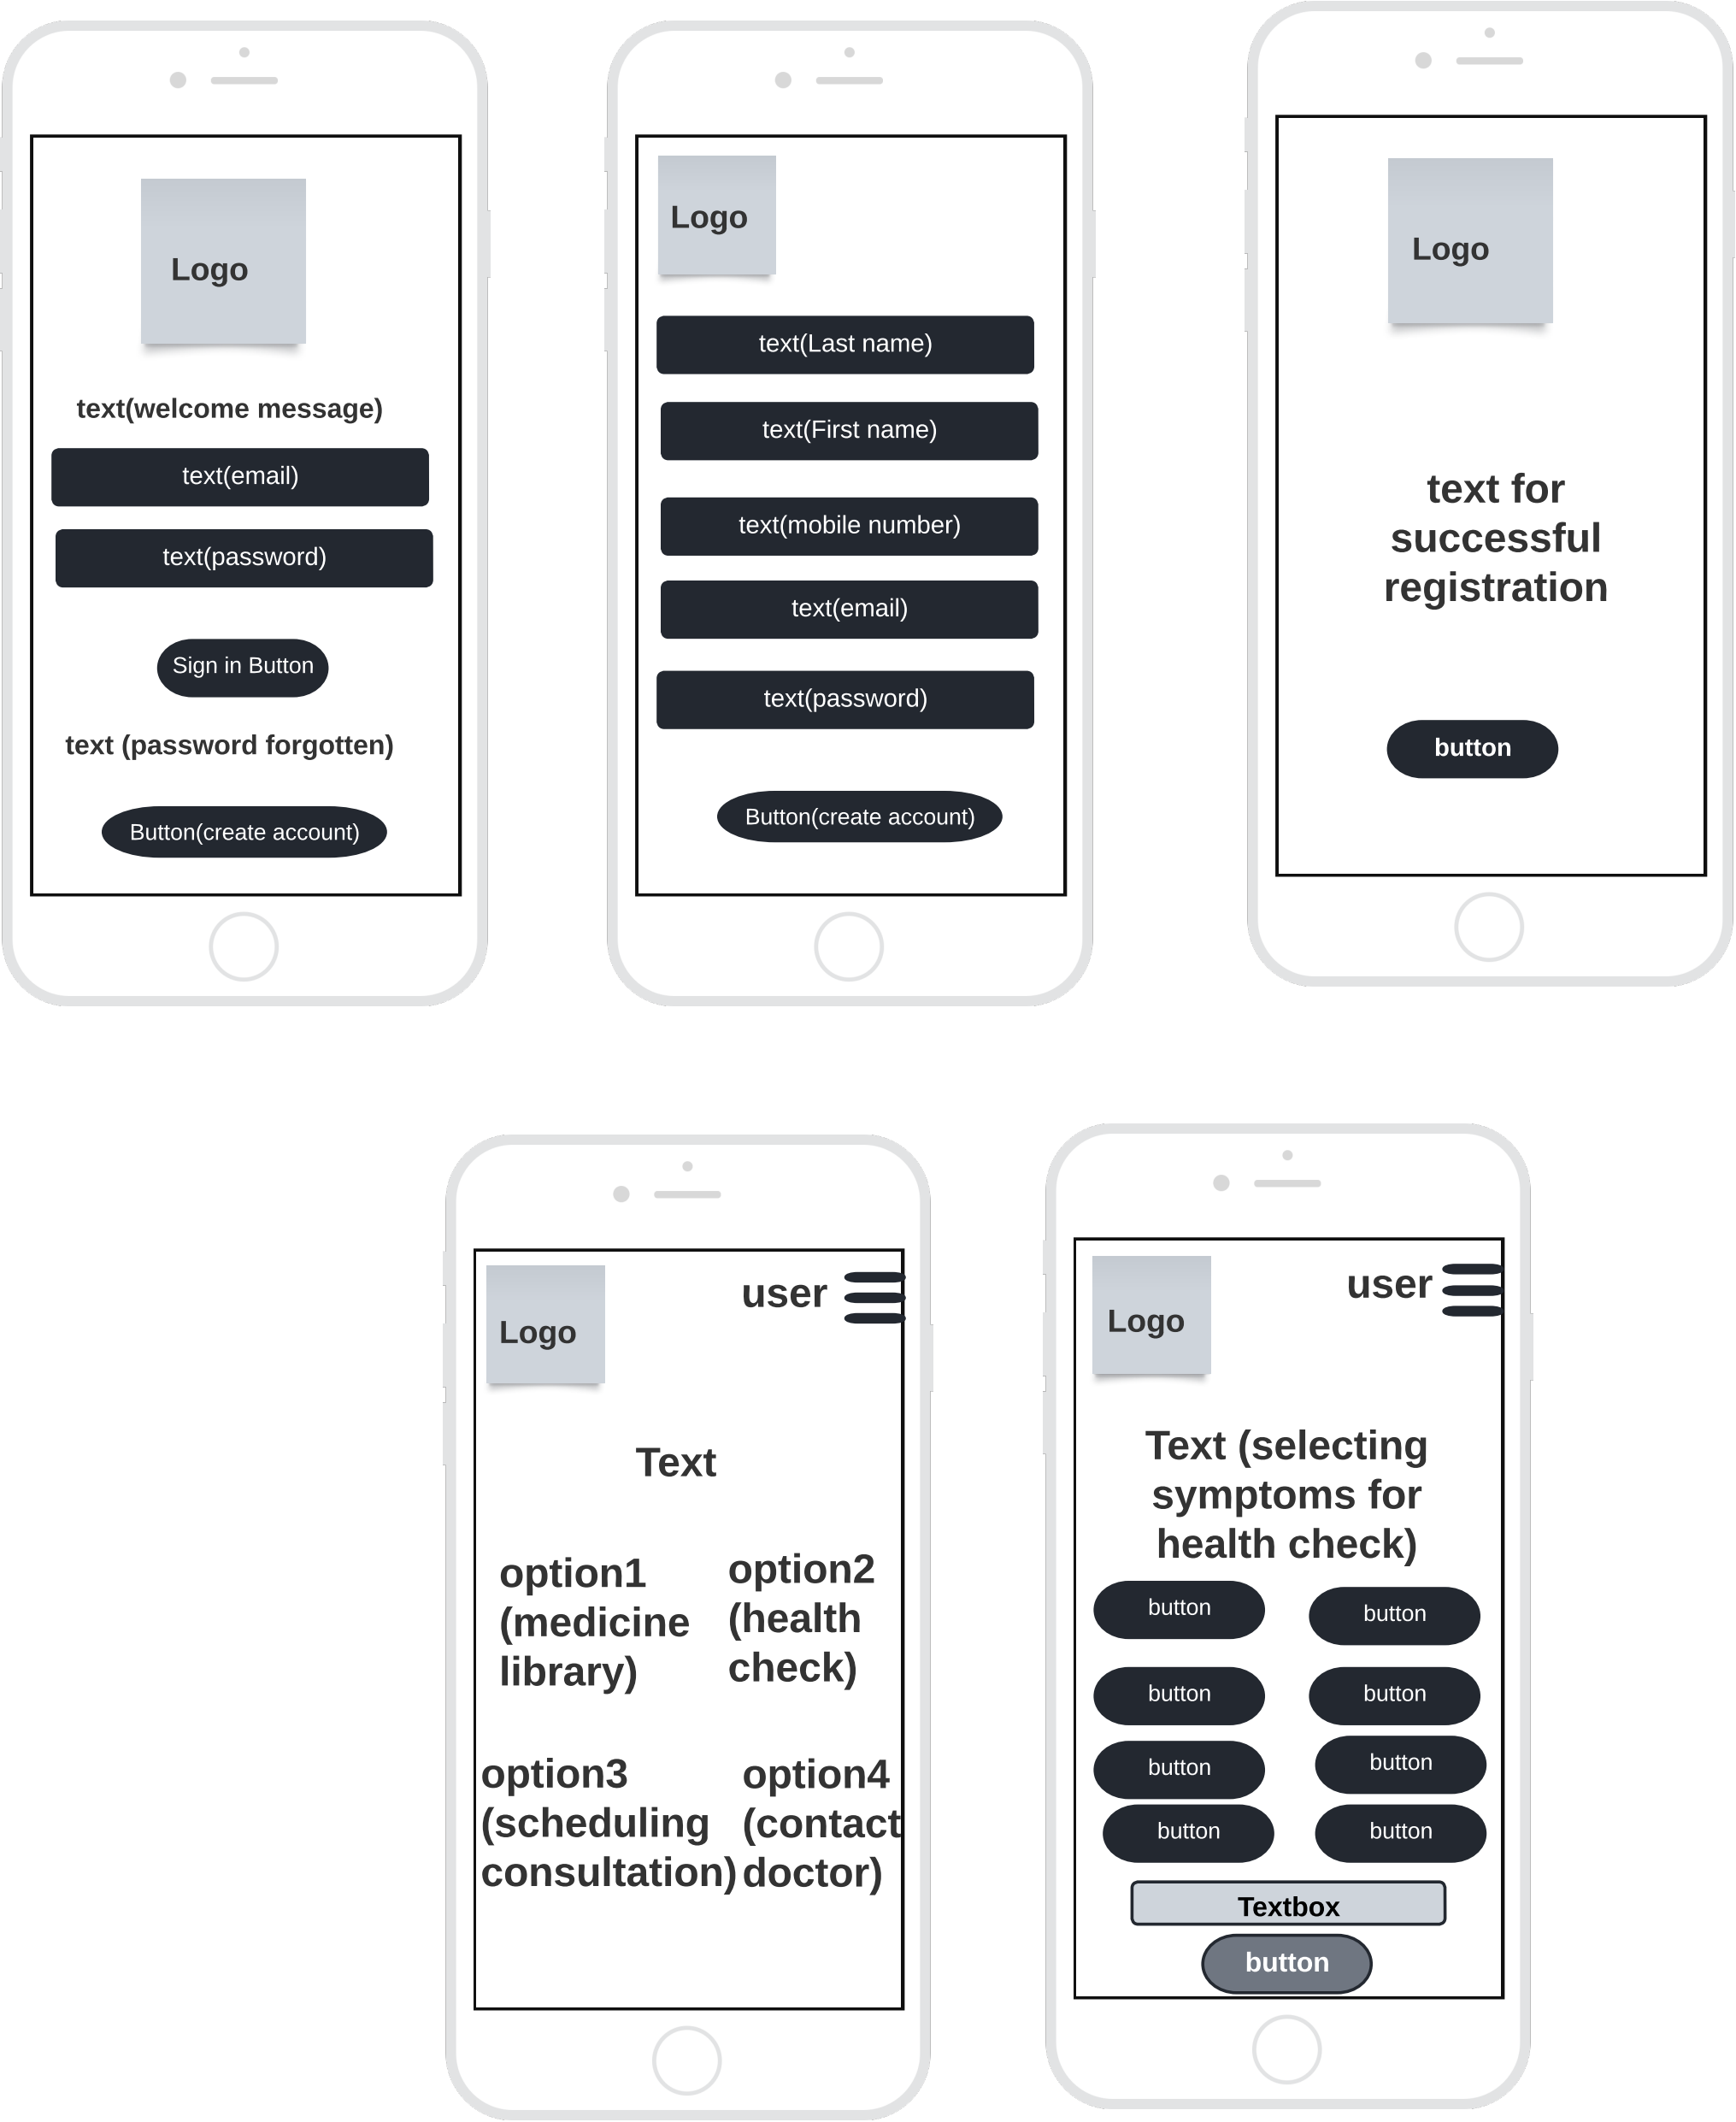 Logo
text(welcome message)
text(email)
text(password)
Sign in Button
text (password forgotten)
Button(create account)
Logo
text(Last name)
text(First name)
text(mobile number)
text(email)
text(password)
Button(create account)
Logo
text for
successful
registration
button
Logo
user
Text
option1
(medicine
library)
option2
(health
check)
option3
(scheduling
consultation)
option4
(contact
doctor)
Logo
user
Text (selecting
symptoms for
health check)
button
button
button
button
button
button
button
button
Textbox
button